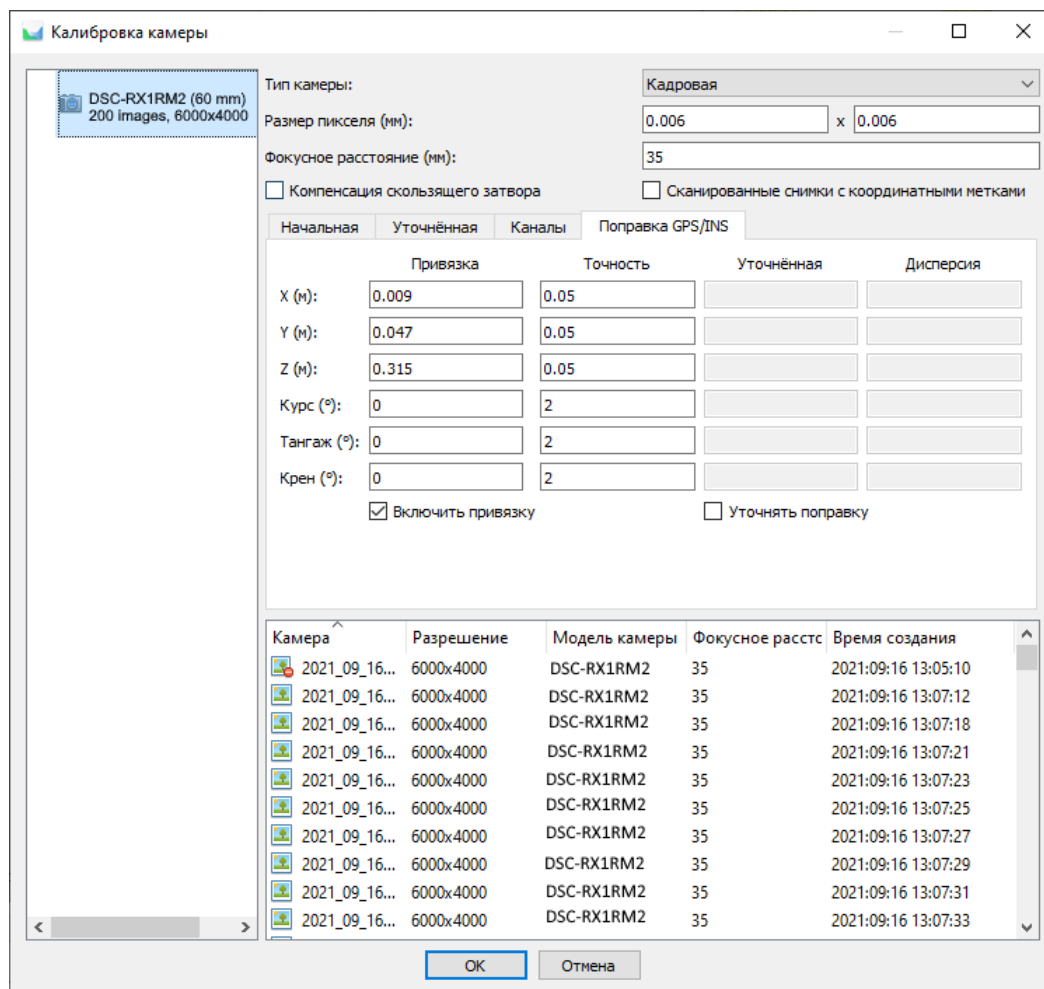 Калибровка камеры
DSC-RX1RM2 (60 mm)
200 images, 6000x4000
Тип камеры: Кадровая
Размер пикселя (мм): 0.006 x 0.006
Фокусное расстояние (мм): 35
Компенсация скользящего затвора Сканированные снимки с координатными метками
Начальная Уточнённая Каналы Поправка GPS/INS
Привязка Точность Уточнённая Дисперсия
X (м): 0.009 0.05
Y (м): 0.047 0.05
Z (м): 0.315 0.05
Курс (°): 0 2
Тангаж (°): 0 2
Крен (°): 0 2
Включить привязку Уточнять поправку
Камера Разрешение Модель камеры Фокусное расстс Время создания
2021_09_16... 6000x4000 DSC-RX1RM2 35 2021:09:16 13:05:10
2021_09_16... 6000x4000 DSC-RX1RM2 35 2021:09:16 13:07:12
2021_09_16... 6000x4000 DSC-RX1RM2 35 2021:09:16 13:07:18
2021_09_16... 6000x4000 DSC-RX1RM2 35 2021:09:16 13:07:21
2021_09_16... 6000x4000 DSC-RX1RM2 35 2021:09:16 13:07:23
2021_09_16... 6000x4000 DSC-RX1RM2 35 2021:09:16 13:07:25
2021_09_16... 6000x4000 DSC-RX1RM2 35 2021:09:16 13:07:27
2021_09_16... 6000x4000 DSC-RX1RM2 35 2021:09:16 13:07:29
2021_09_16... 6000x4000 DSC-RX1RM2 35 2021:09:16 13:07:31
2021_09_16... 6000x4000 DSC-RX1RM2 35 2021:09:16 13:07:33
OK Отмена